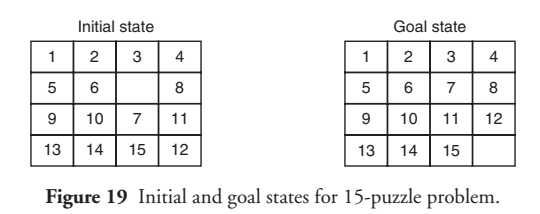 Initial state Goal state
1 2 3 4 1 2 3 4
5 6 8 5 6 7 8
9 10 7 11 9 10 11 12
13 14 15 12 13 14 15
Figure 19 Initial and goal states for 15-puzzle problem.